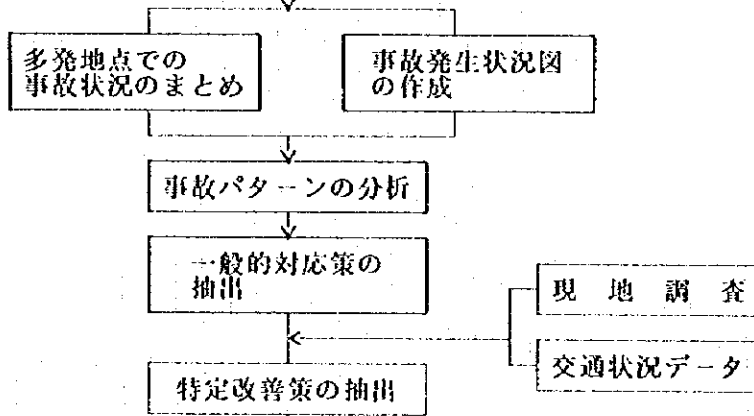 多発地点での
事故状況のまとめ
事故発生状況図
の作成
事故パターンの分析
一般的対応策の
抽出
現地調査
交通状況データ
特定改善策の抽出